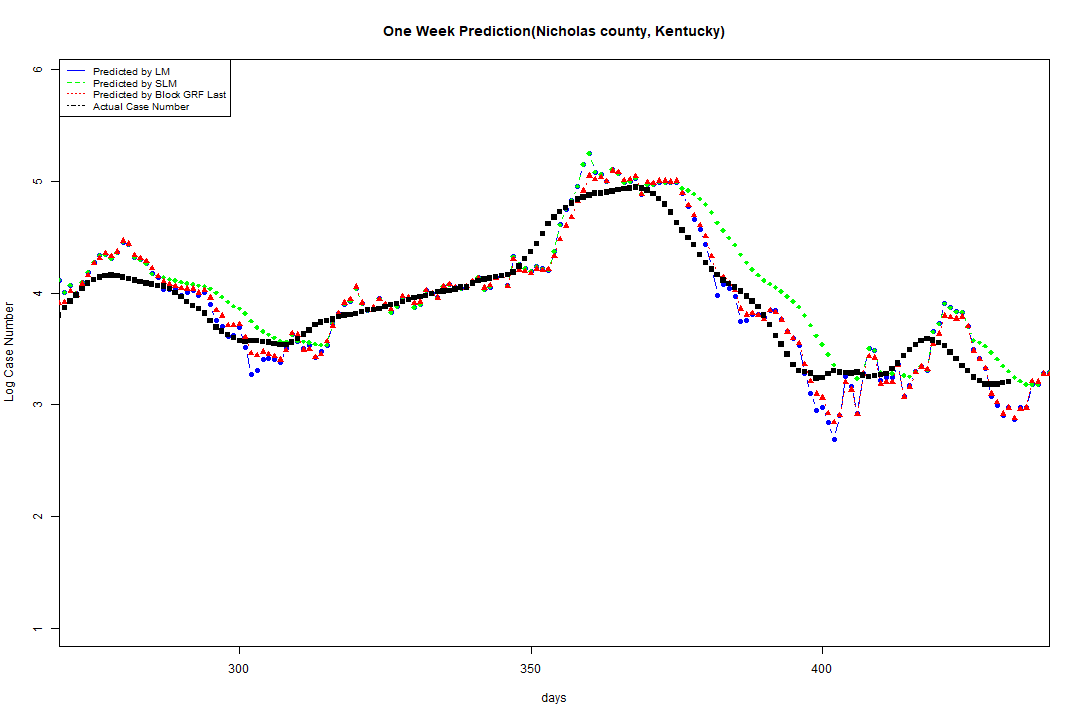 One Week Prediction(Nicholas county, Kentucky)
Predicted by LM
Predicted by SLM
Predicted by Block GRF Last
Actual Case Number
6
5
4
3
2
1
Log Case Number
300 350 400
days